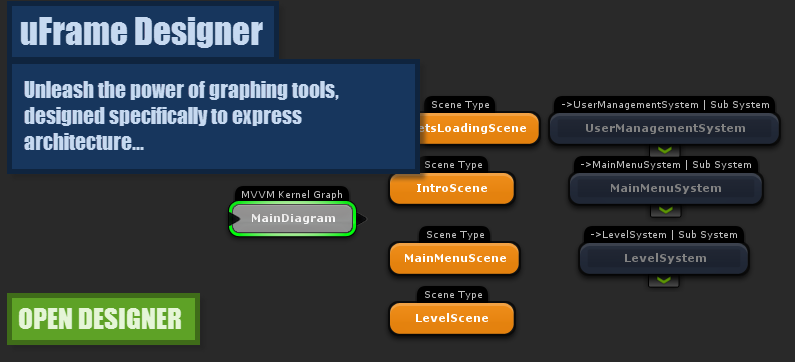 uFrame Designer
Unleash the power of graphing tools,
designed specifically to express
architecture...
Scene Type
etsLoadingScene
->UserManagementSystem | Sub System
UserManagementSystem
Scene Type
IntroScene
->MainMenuSystem | Sub System
MainMenuSystem
MVVM Kernel Graph
MainDiagram
Scene Type
MainMenuScene
->LevelSystem | Sub System
LevelSystem
Scene Type
LevelScene
OPEN DESIGNER